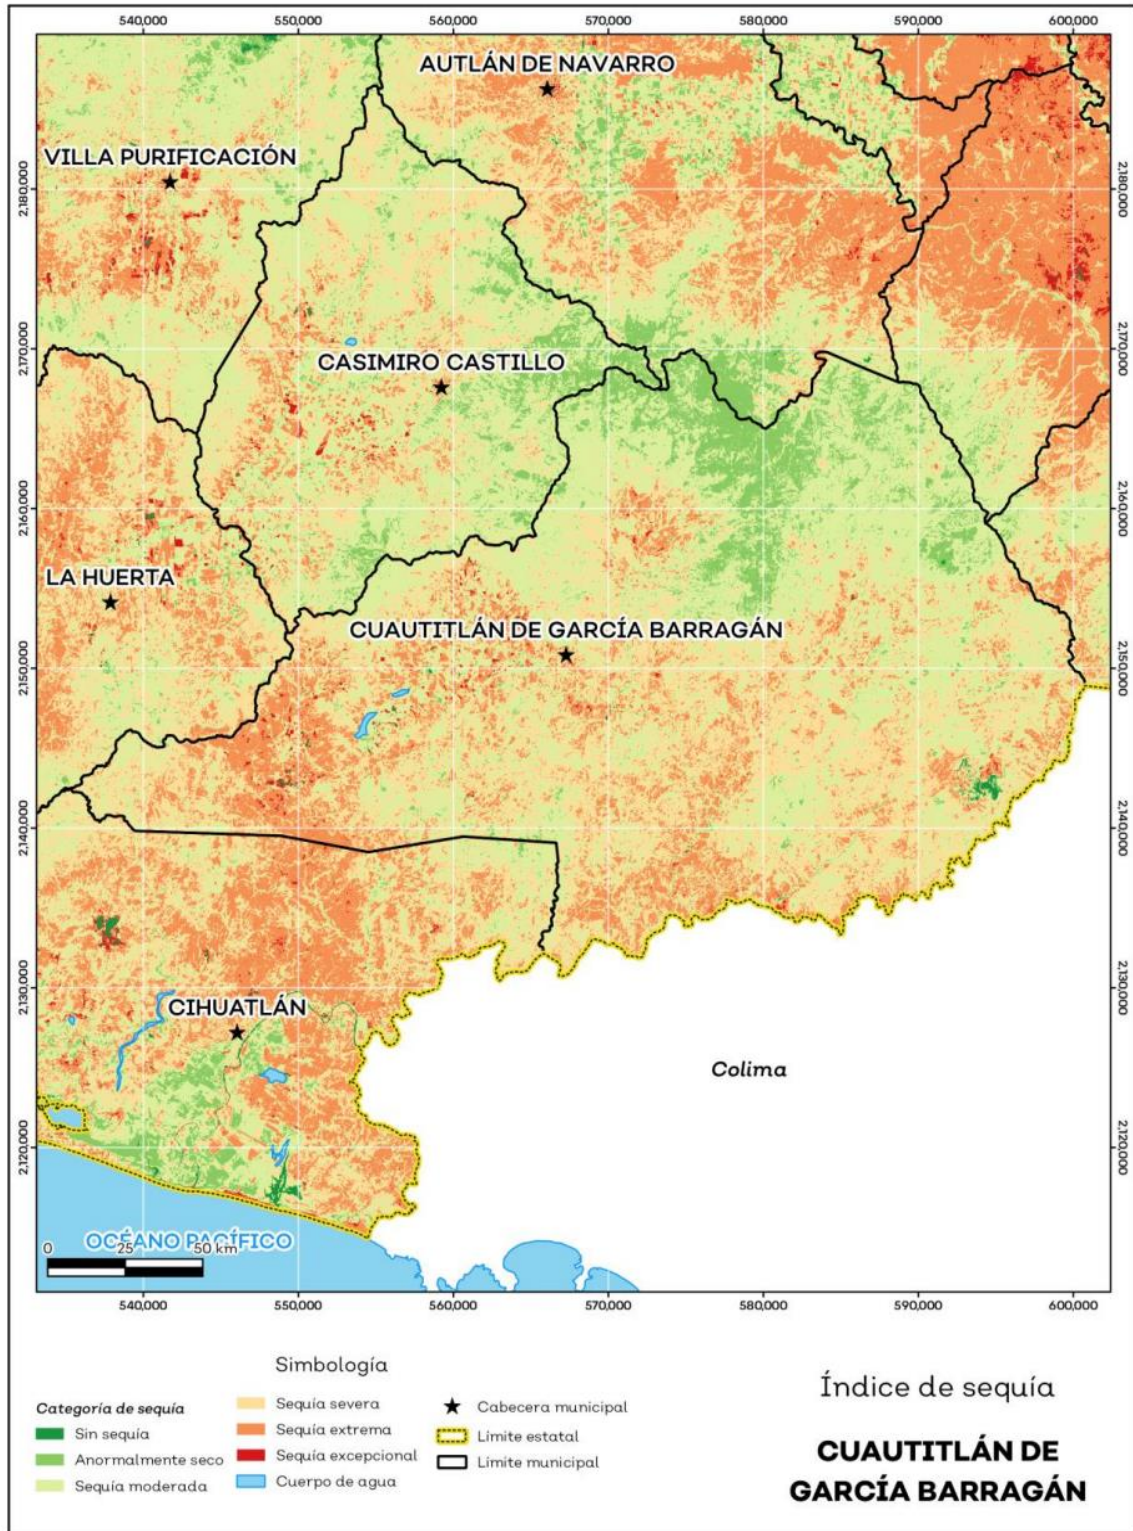 540,000 550,000 560,000 570,000 580,000 590,000 600,000
AUTLÁN DE NAVARRO
VILLA PURIFICACIÓN
2,180,000 2,180,000
2,170,000 2,170,000
CASIMIRO CASTILLO
2,160,000 2,160,000
LA HUERTA
CUAUTITLÁN DE GARCÍA BARRAGÁN
2,150,000 2,150,000
2,140,000 2,140,000
2,130,000 2,130,000
CIHUATLÁN
Colima
2,120,000 2,120,000
OCÉANO PACÍFICO
0 25 50 km
540,000 550,000 560,000 570,000 580,000 590,000 600,000
Simbología
Categoría de sequía
Sin sequía
Anormalmente seco
Sequía moderada
Sequía severa
Sequía extrema
Sequía excepcional
Cuerpo de agua
Cabecera municipal
Límite estatal
Límite municipal
Índice de sequía
CUAUTITLÁN DE
GARCÍA BARRAGÁN